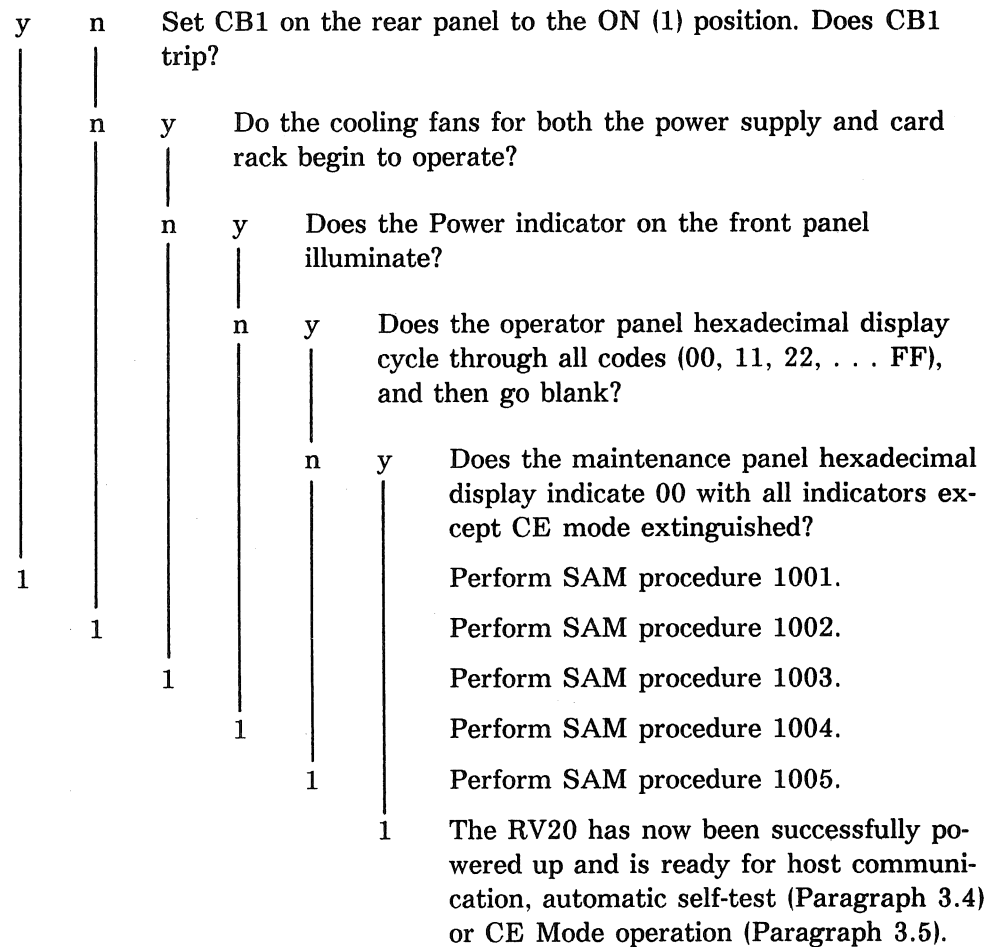 y n Set CB1 on the rear panel to the ON (1) position. Does CB1
trip?
n y Do the cooling fans for both the power supply and card
rack begin to operate?
n y Does the Power indicator on the front panel
illuminate?
n y Does the operator panel hexadecimal display
cycle through all codes (00, 11, 22, . . . FF),
and then go blank?
n y Does the maintenance panel hexadecimal
display indicate 00 with all indicators ex-
cept CE mode extinguished?
1 Perform SAM procedure 1001.
1 Perform SAM procedure 1002.
1 Perform SAM procedure 1003.
1 Perform SAM procedure 1004.
1 Perform SAM procedure 1005.
1 The RV20 has now been successfully po-
wered up and is ready for host communi-
cation, automatic self-test (Paragraph 3.4)
or CE Mode operation (Paragraph 3.5).